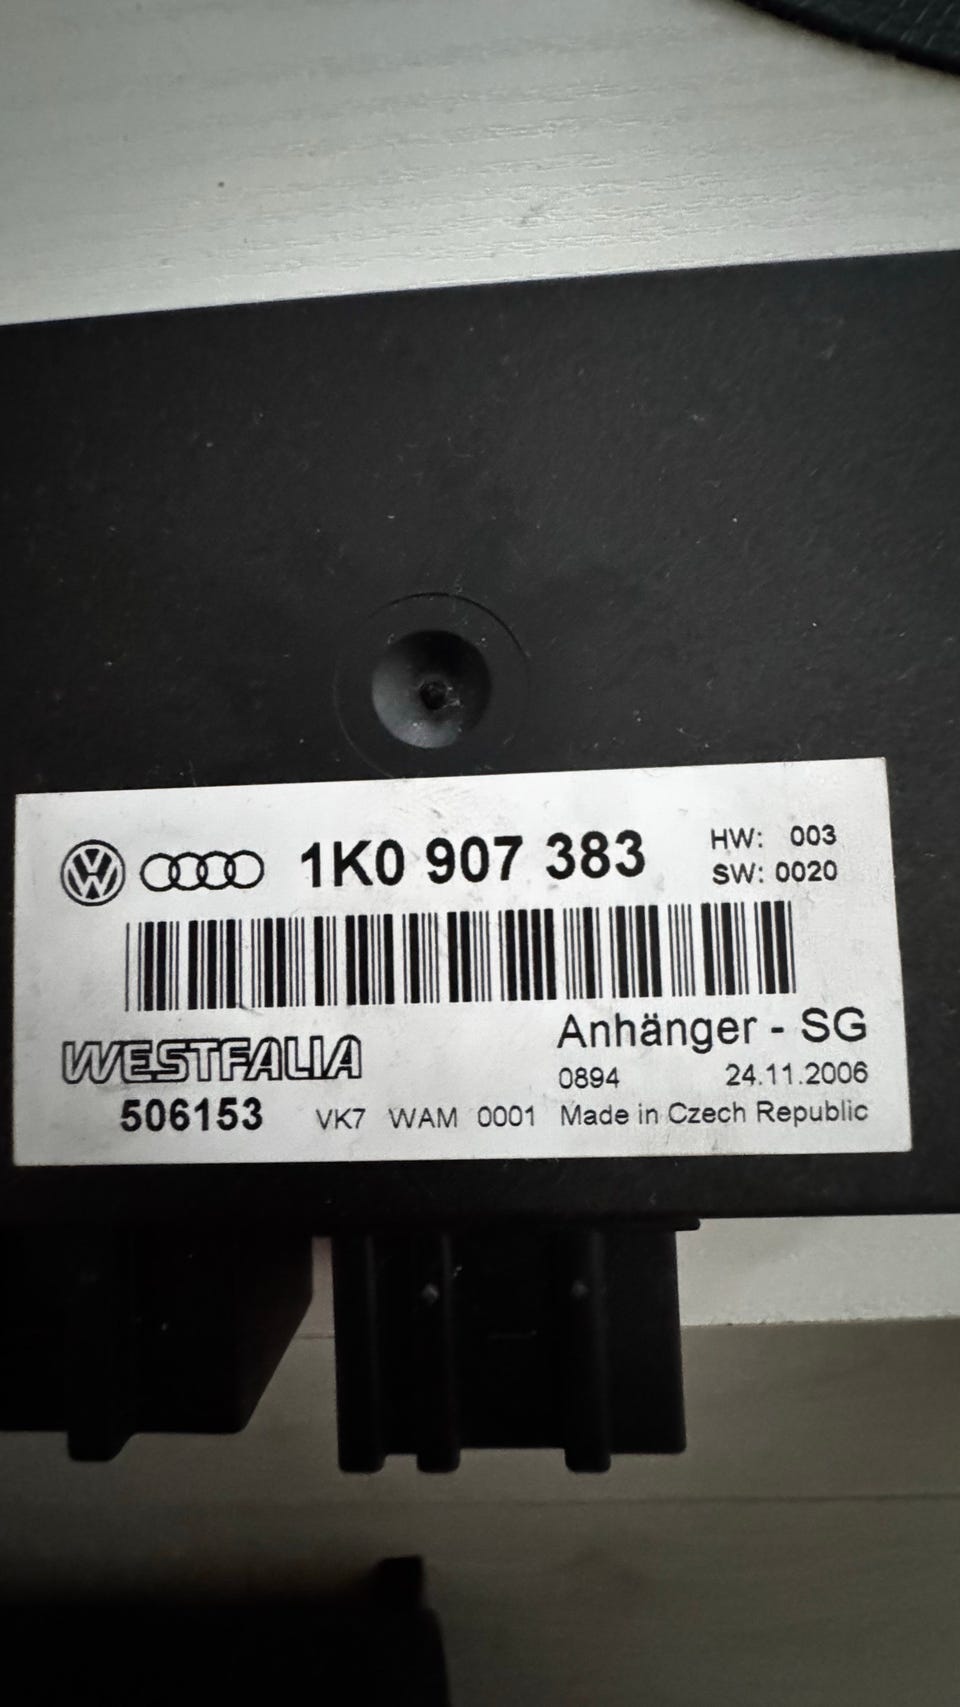 1K0 907 383
HW: 003
SW: 0020
WESTFALIA
Anhänger - SG
0894 24.11.2006
506153 VK7 WAM 0001 Made in Czech Republic